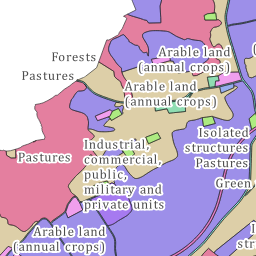 Forests
Pastures
Arable land
(annual crops)
Arable land
(annual crops)
Isolated
structures
Pastures
Green
Industrial,
commercial,
public,
military and
private units
Pastures
Arable land
(annual crops)